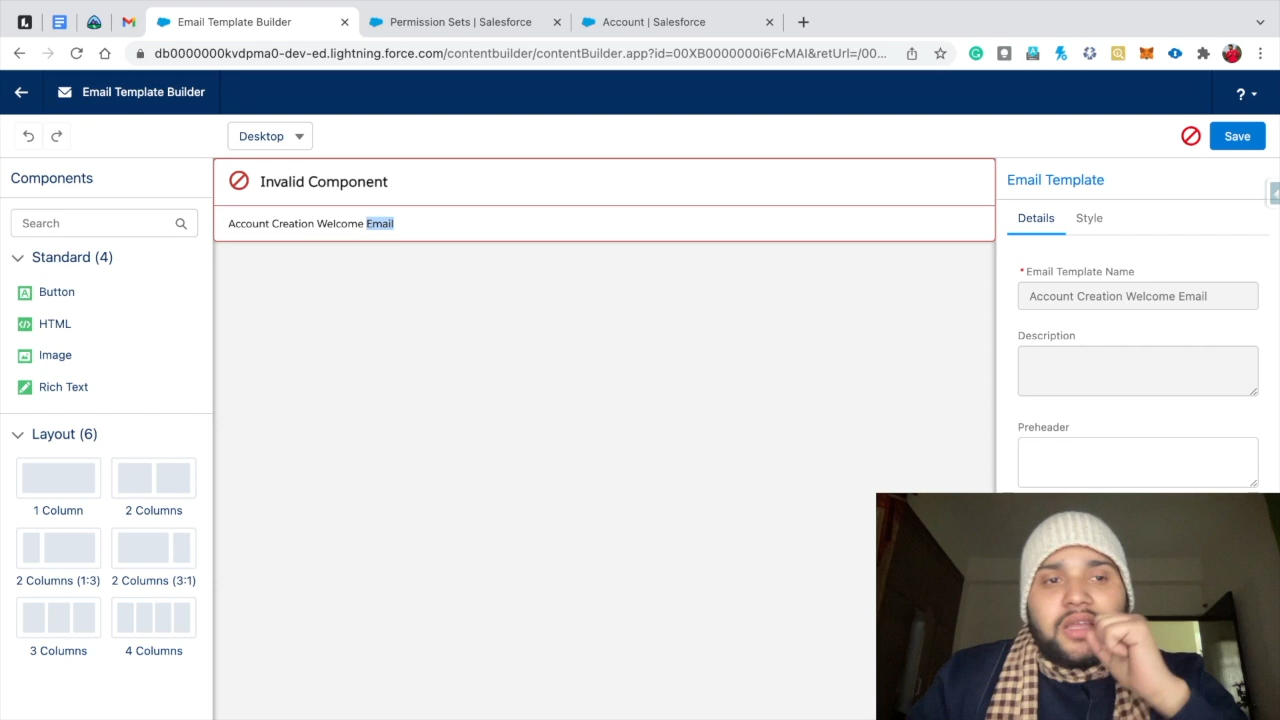 Email Template Builder
Permission Sets | Salesforce
Account | Salesforce
db0000000kvdpma0-dev-ed.lightning.force.com/contentbuilder/contentBuilder.app?id=00XB0000000i6FcMAI&retUrl=/00...
Email Template Builder
?
Desktop
Save
Components
Search
Standard (4)
Button
HTML
Image
Rich Text
Layout (6)
1 Column
2 Columns
2 Columns (1:3)
2 Columns (3:1)
3 Columns
4 Columns
Invalid Component
Account Creation Welcome Email
Email Template
Details
Style
* Email Template Name
Account Creation Welcome Email
Description
Preheader